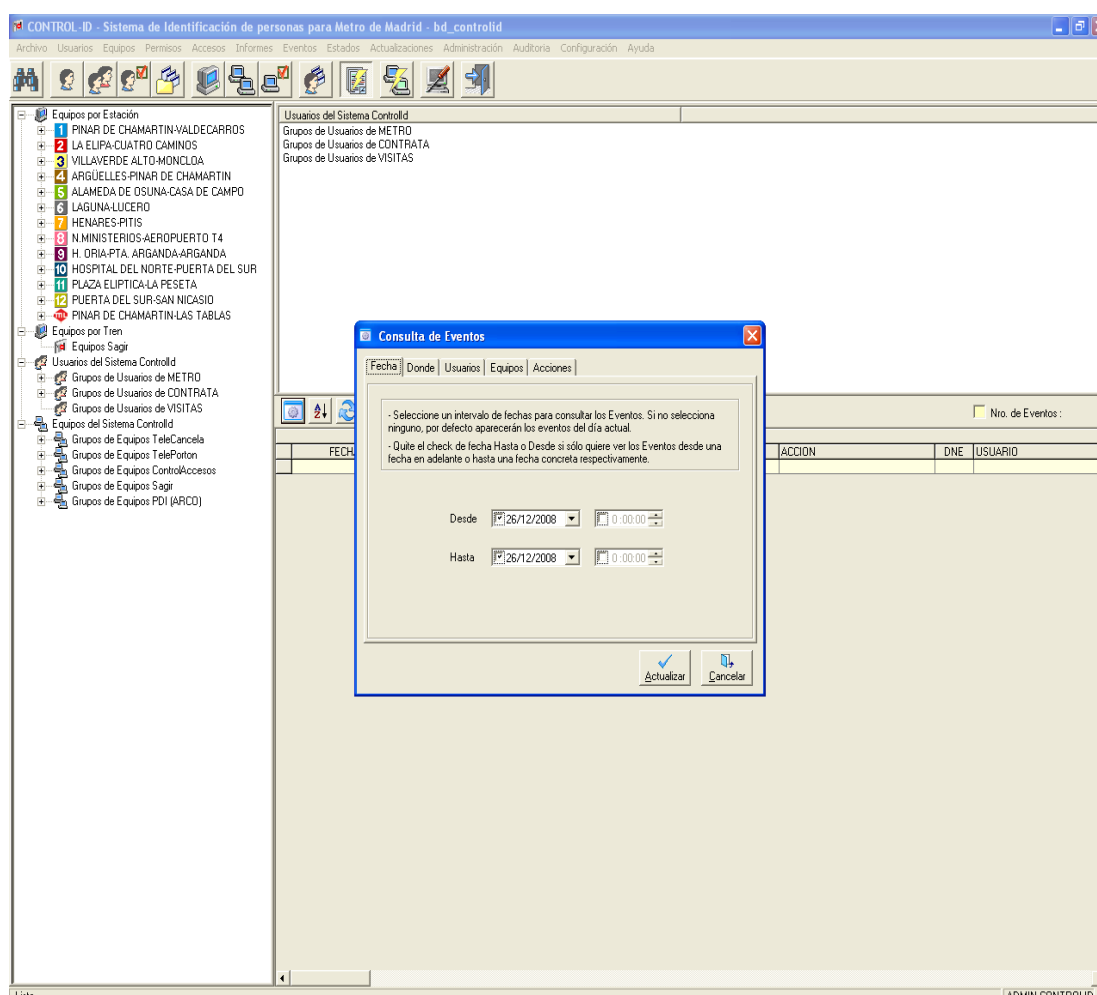 CONTROL-ID - Sistema de Identificación de personas para Metro de Madrid - bd_controlid
Archivo Usuarios Equipos Permisos Accesos Informes Eventos Estados Actualizaciones Administración Auditoria Configuración Ayuda
Equipos por Estación
1 PINAR DE CHAMARTIN-VALDECARROS
2 LA ELIPA-CUATRO CAMINOS
3 VILLAVERDE ALTO-MONCLOA
4 ARGÜELLES-PINAR DE CHAMARTIN
5 ALAMEDA DE OSUNA-CASA DE CAMPO
6 LAGUNA-LUCERO
7 HENARES-PITIS
8 N.MINISTERIOS-AEROPUERTO T4
9 H. ORIA-PTA. ARGANDA-ARGANDA
10 HOSPITAL DEL NORTE-PUERTA DEL SUR
11 PLAZA ELIPTICA-LA PESETA
12 PUERTA DEL SUR-SAN NICASIO
ML PINAR DE CHAMARTIN-LAS TABLAS
Equipos por Tren
Equipos Sagir
Usuarios del Sistema ControlId
Grupos de Usuarios de METRO
Grupos de Usuarios de CONTRATA
Grupos de Usuarios de VISITAS
Equipos del Sistema ControlId
Grupos de Equipos TeleCancela
Grupos de Equipos TelePorton
Grupos de Equipos ControlAccesos
Grupos de Equipos Sagir
Grupos de Equipos PDI (ARCO)
Usuarios del Sistema ControlId
Grupos de Usuarios de METRO
Grupos de Usuarios de CONTRATA
Grupos de Usuarios de VISITAS
Nro. de Eventos :
FECH
ACCION
DNE
USUARIO
Consulta de Eventos
Fecha Donde Usuarios Equipos Acciones
- Seleccione un intervalo de fechas para consultar los Eventos. Si no selecciona
ninguno, por defecto aparecerán los eventos del día actual.
- Quite el check de fecha Hasta o Desde si sólo quiere ver los Eventos desde una
fecha en adelante o hasta una fecha concreta respectivamente.
Desde 26/12/2008 0:00:00
Hasta 26/12/2008 0:00:00
Actualizar Cancelar